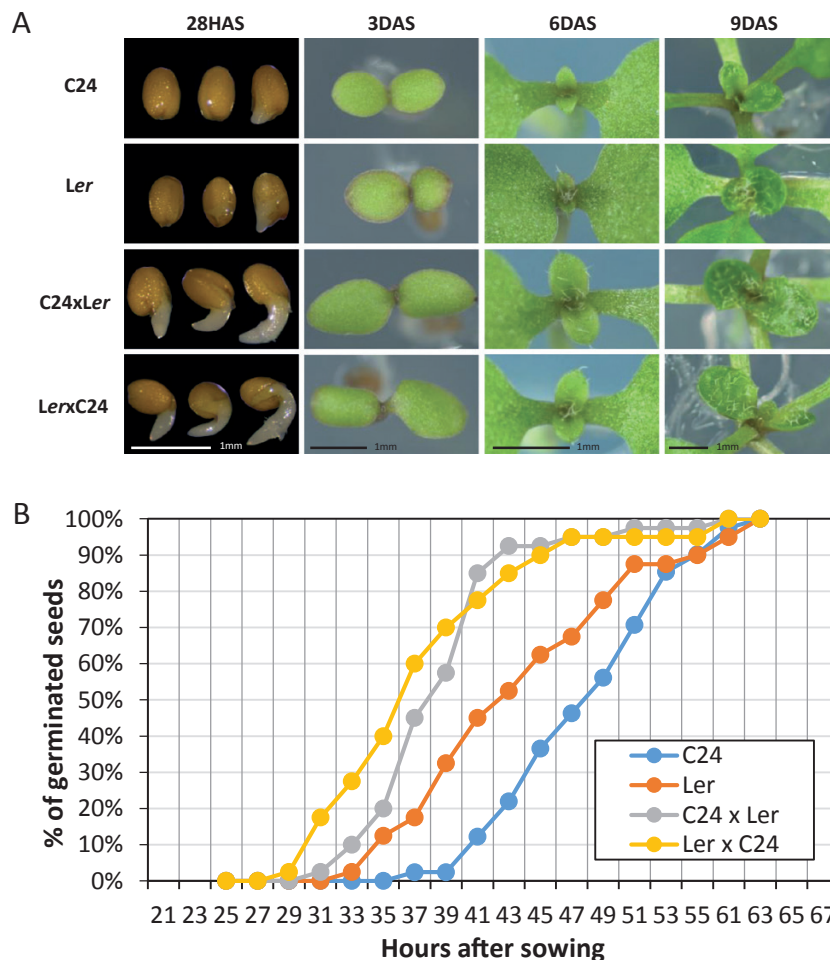 A
28HAS 3DAS 6DAS 9DAS
C24
Ler
C24xLer
LerxC24
1mm 1mm 1mm 1mm
B
100%
90%
80%
70%
60%
50%
40%
30%
20%
10%
0%
% of germinated seeds
C24
Ler
C24 x Ler
Ler x C24
21 23 25 27 29 31 33 35 37 39 41 43 45 47 49 51 53 55 61 63 65 67
Hours after sowing